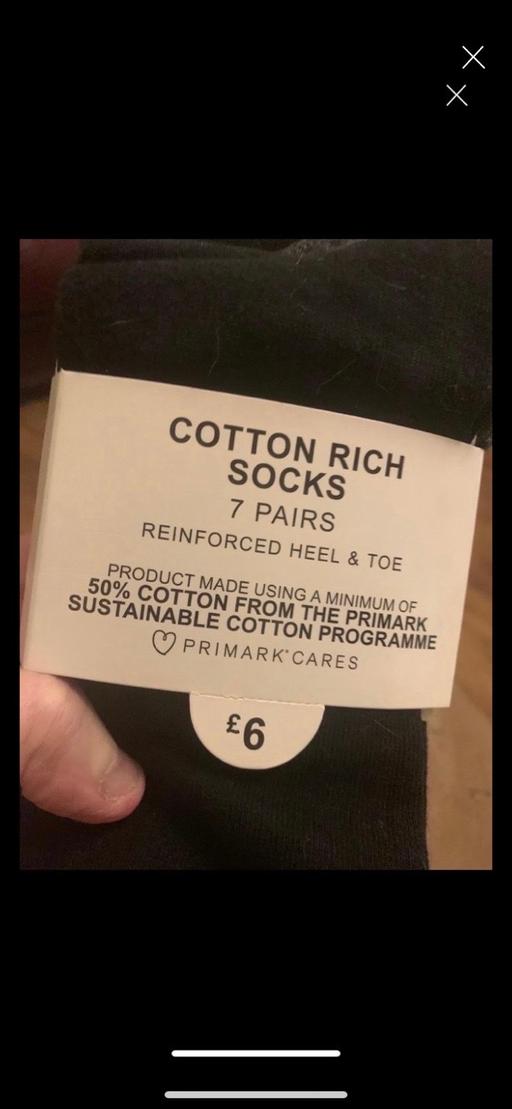 COTTON RICH
SOCKS
7 PAIRS
REINFORCED HEEL & TOE
PRODUCT MADE USING A MINIMUM OF
50% COTTON FROM THE PRIMARK
SUSTAINABLE COTTON PROGRAMME
PRIMARK® CARES
£6